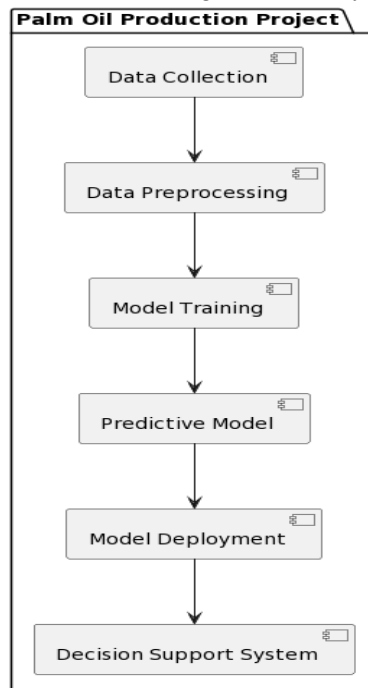 Palm Oil Production Project
Data Collection
Data Preprocessing
Model Training
Predictive Model
Model Deployment
Decision Support System